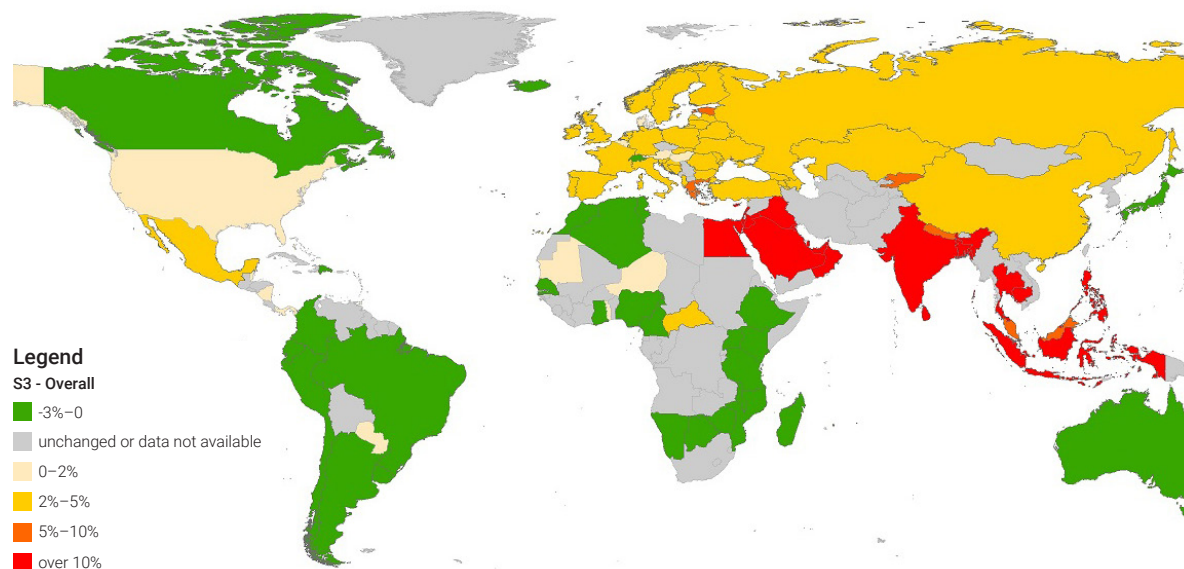 Legend
S3 - Overall
-3%–0
unchanged or data not available
0–2%
2%–5%
5%–10%
over 10%